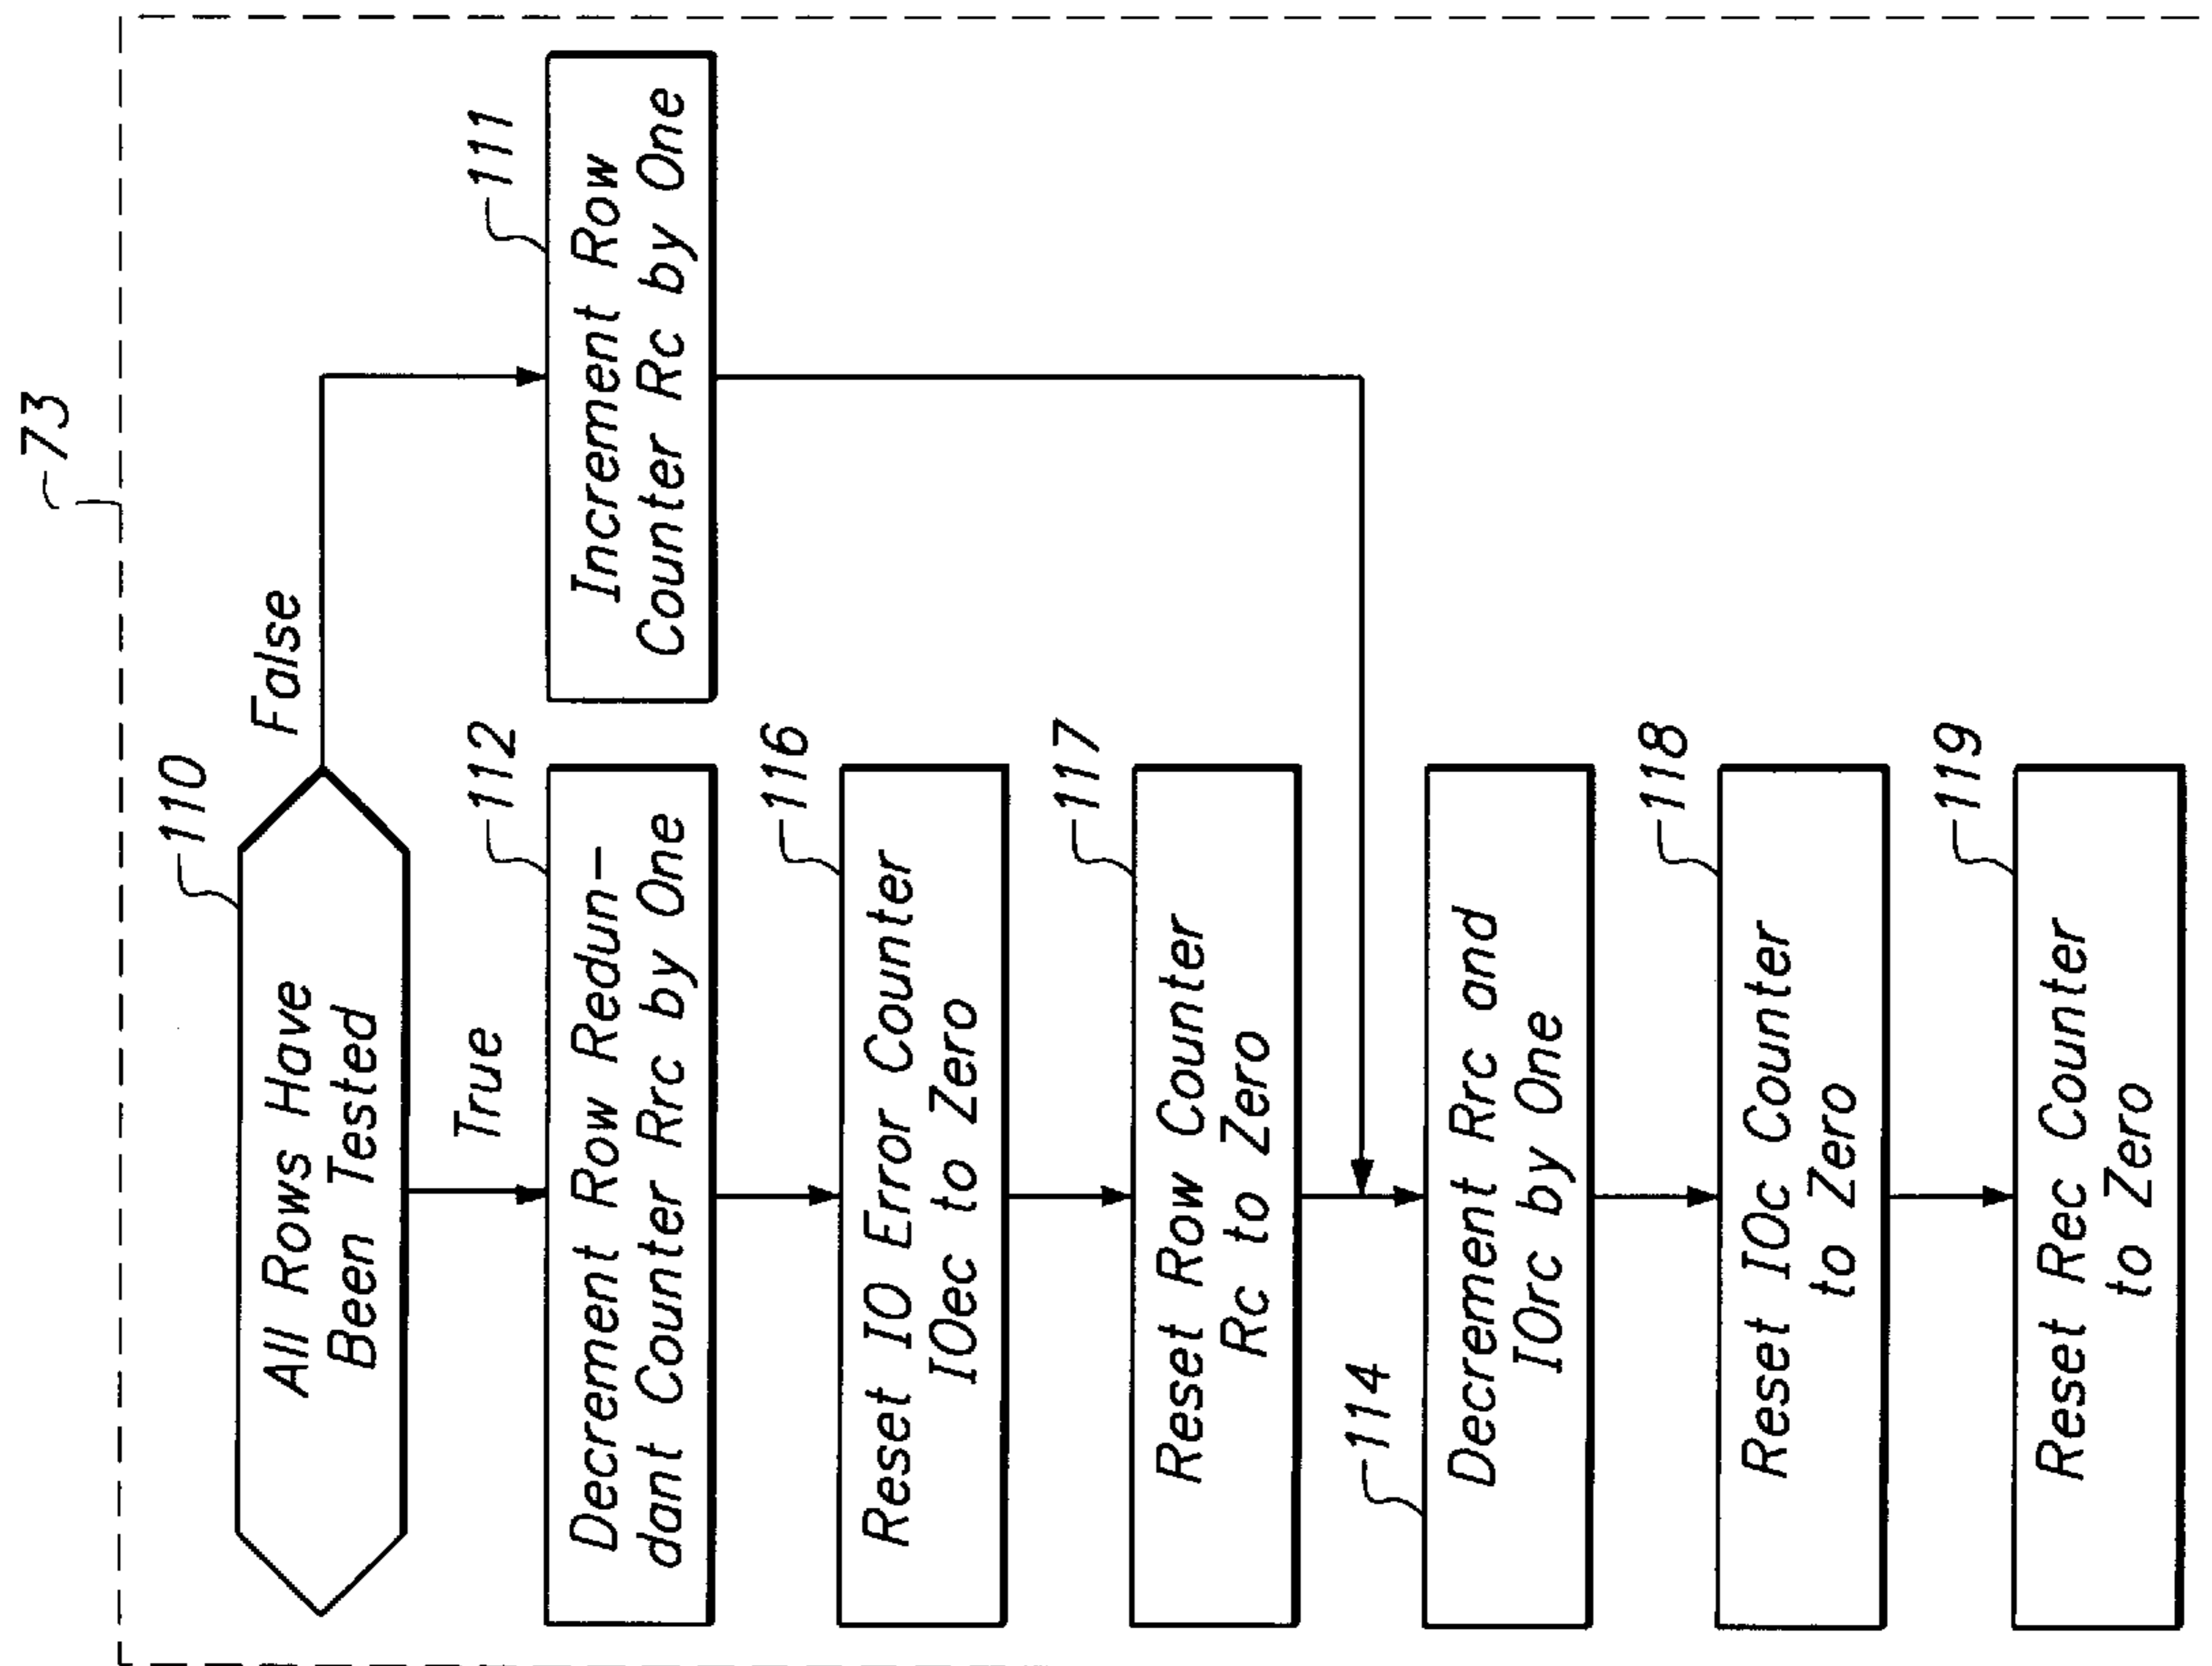 73
110
All Rows Have
Been Tested
False
True
111
Increment Row
Counter Rc by One
112
Decrement Row Redun-
dant Counter Rrc by One
116
Reset IO Error Counter
IOec to Zero
117
Reset Row Counter
Rc to Zero
114
Decrement Rrc and
IOrc by One
118
Reset IOc Counter
to Zero
119
Reset Rec Counter
to Zero